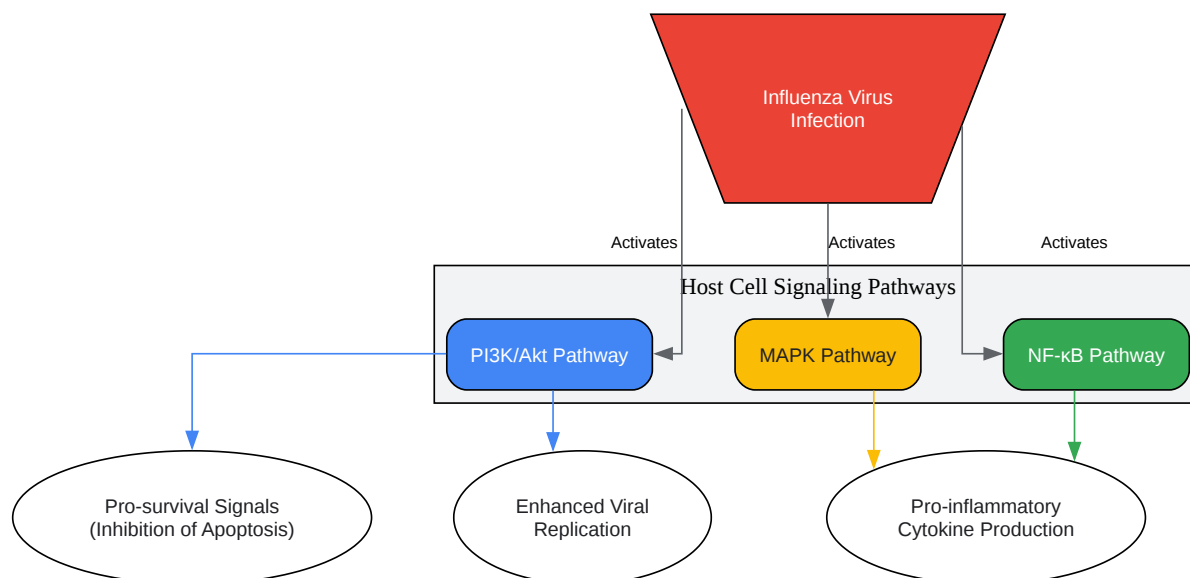 Influenza Virus
Infection
Activates
Activates
Activates
Host Cell Signaling Pathways
PI3K/Akt Pathway
MAPK Pathway
NF-κB Pathway
Pro-survival Signals
(Inhibition of Apoptosis)
Enhanced Viral
Replication
Pro-inflammatory
Cytokine Production